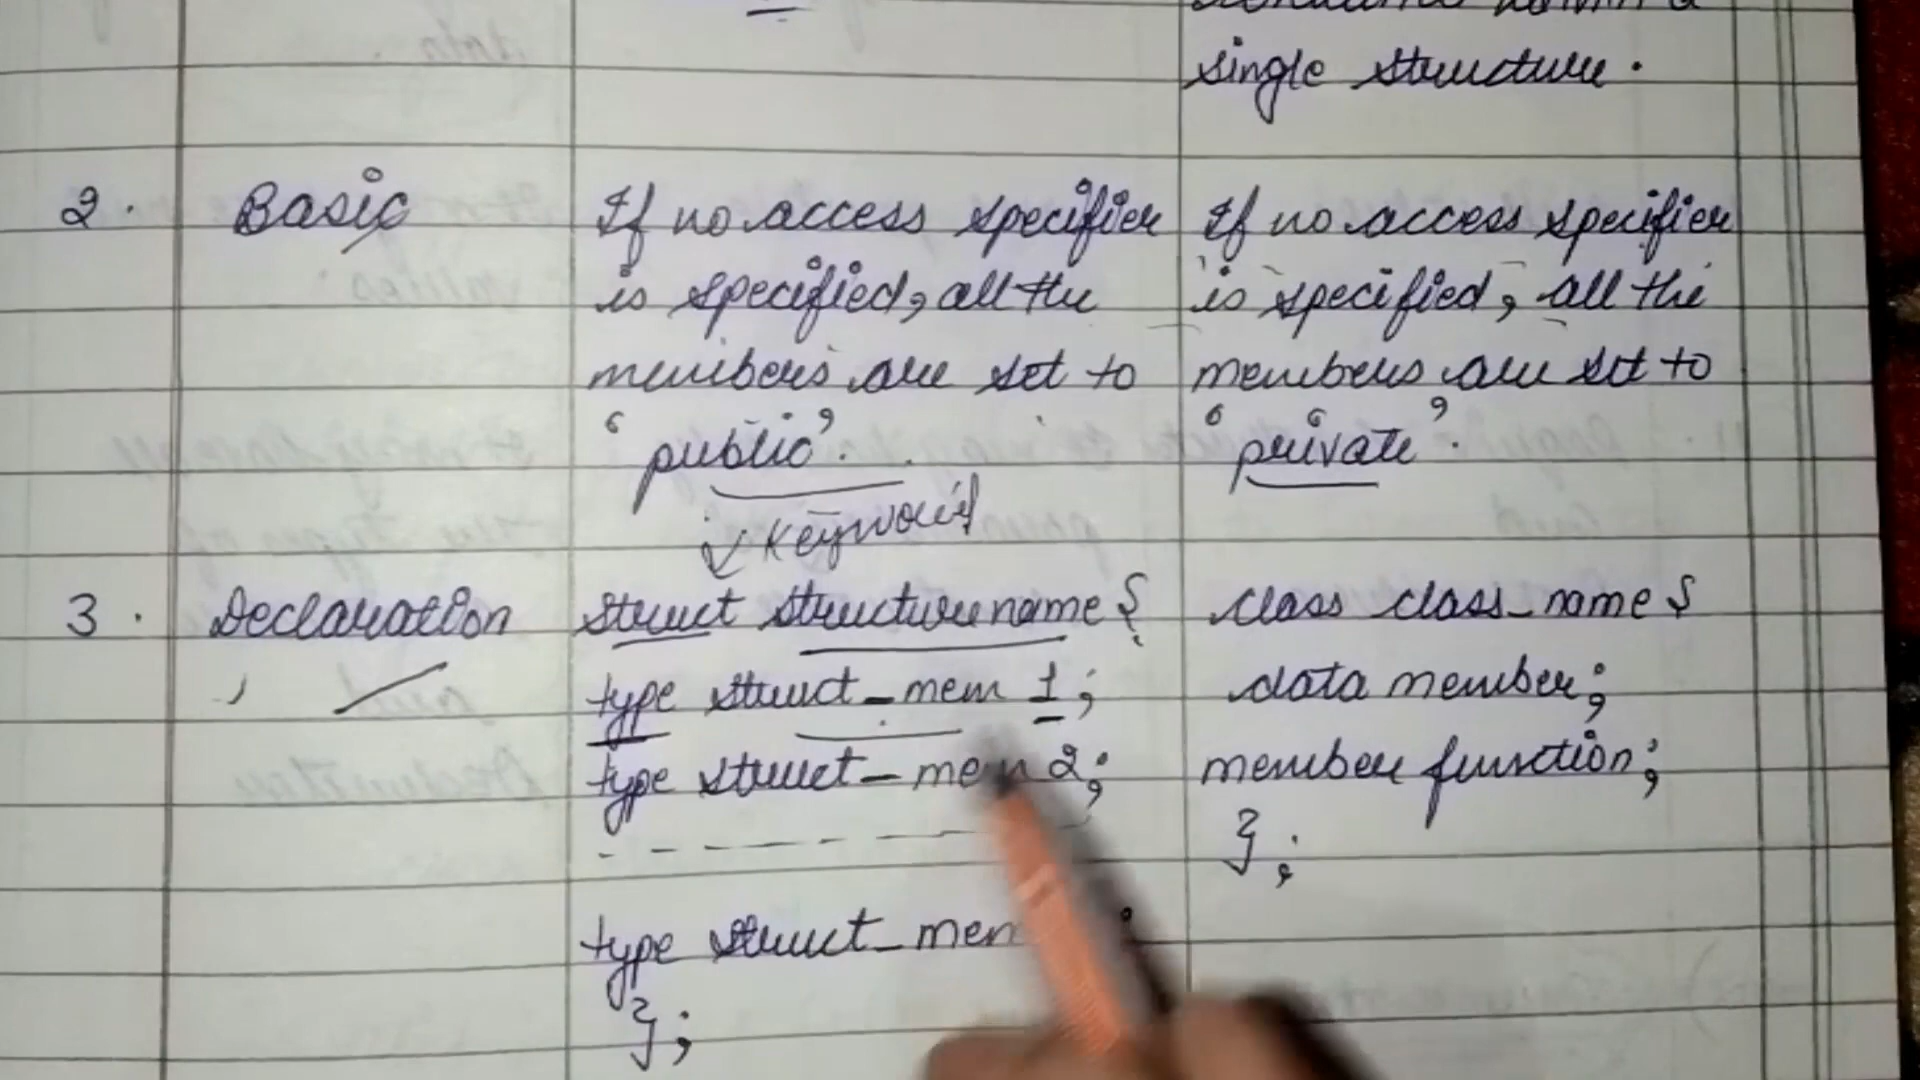 single structure.
2. Basic
If no access specifier
is specified, all the
members are set to
'public'.
If no access specifier
is specified, all the
members are set to
'private'.
Keyword
3. Declaration
struct structure name {
type struct_mem 1;
type struct_mem 2;
type struct_mem
};
class class_name {
data member;
member function;
};